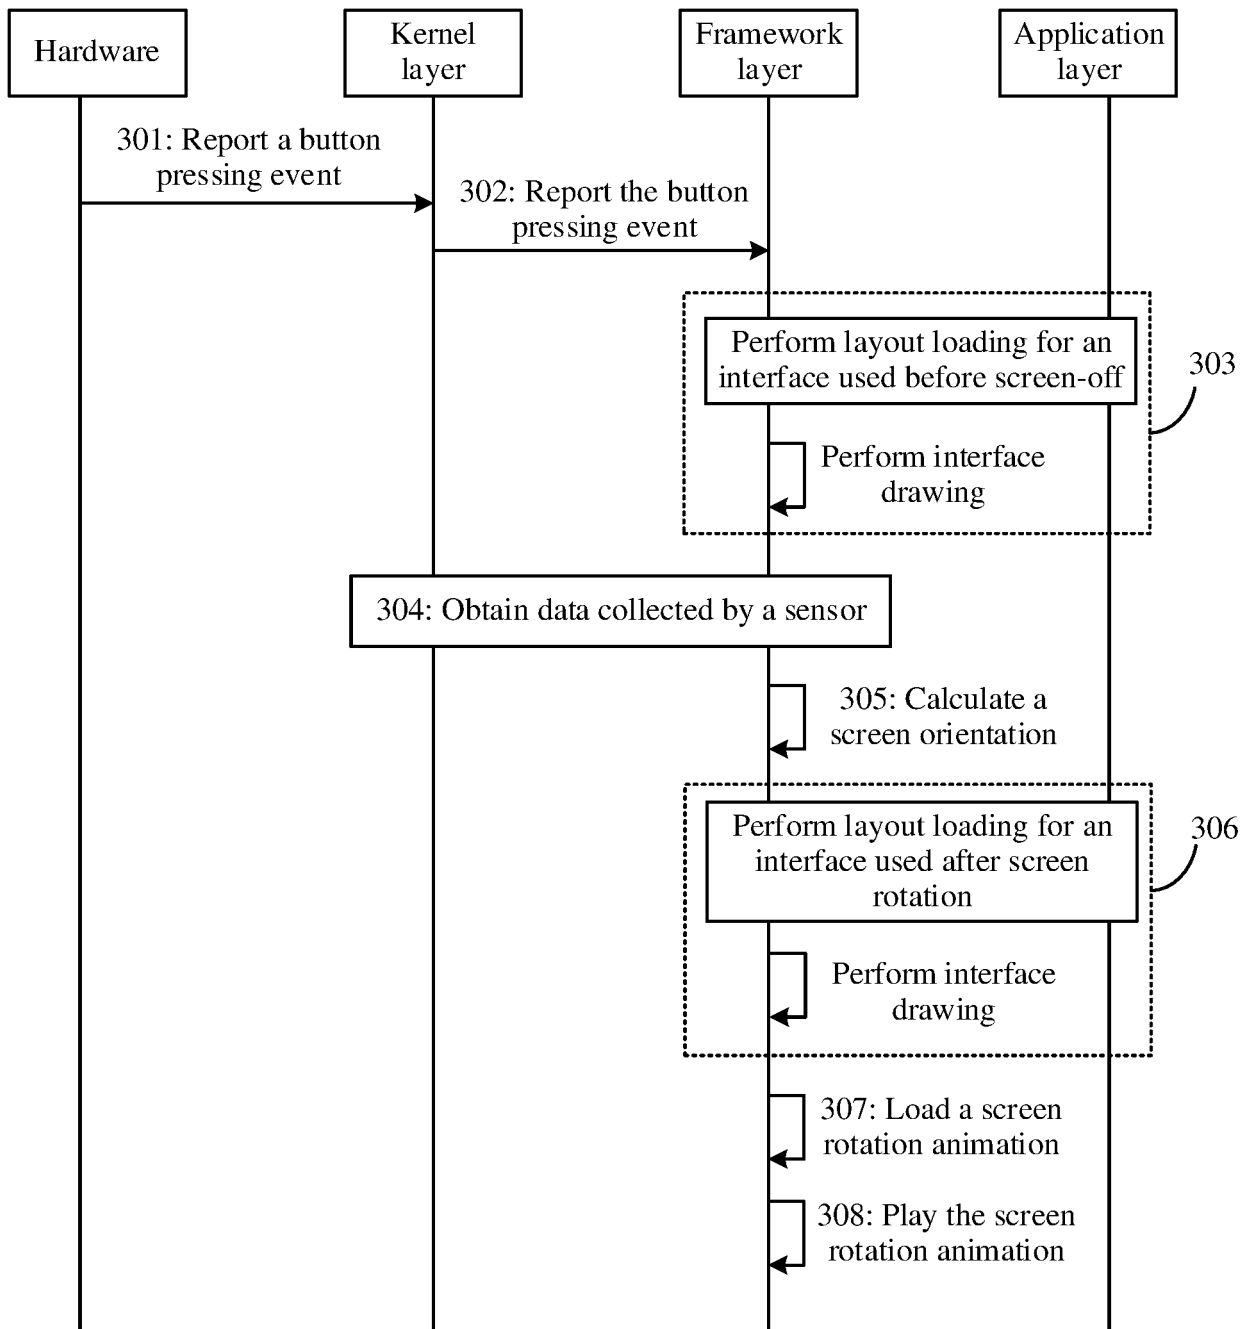 Hardware
Kernel
layer
Framework
layer
Application
layer
301: Report a button
pressing event
302: Report the button
pressing event
Perform layout loading for an
interface used before screen-off
303
Perform interface
drawing
304: Obtain data collected by a sensor
305: Calculate a
screen orientation
Perform layout loading for an
interface used after screen
rotation
306
Perform interface
drawing
307: Load a screen
rotation animation
308: Play the screen
rotation animation